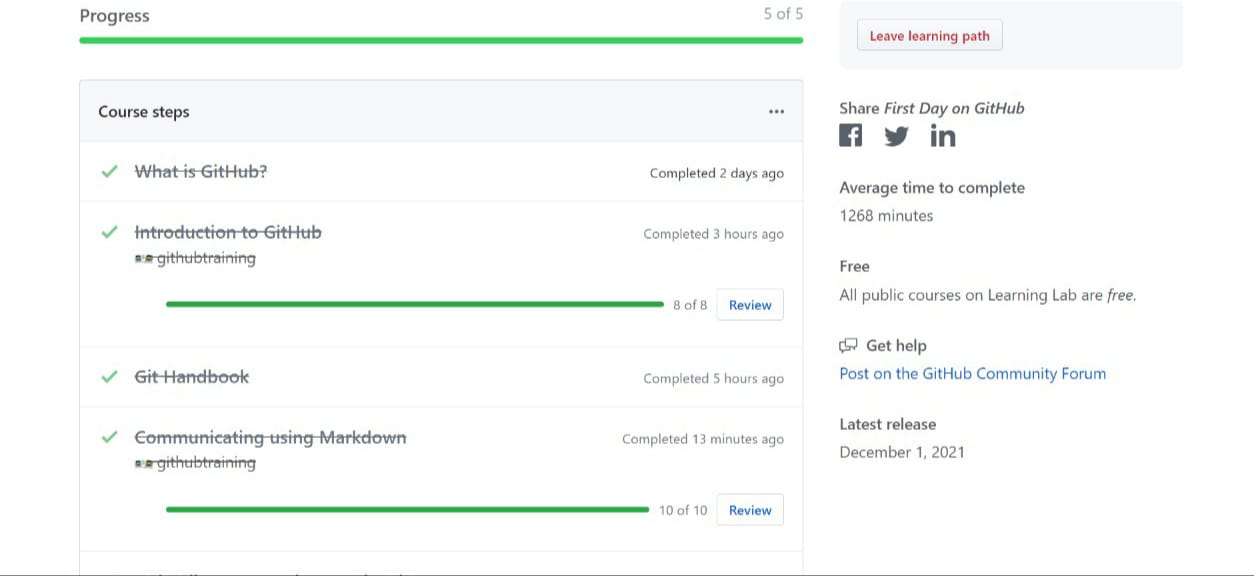 Progress 5 of 5
Course steps
What is GitHub? Completed 2 days ago
Introduction to GitHub Completed 3 hours ago
githubtraining
8 of 8 Review
Git Handbook Completed 5 hours ago
Communicating using Markdown Completed 13 minutes ago
githubtraining
10 of 10 Review
Leave learning path
Share First Day on GitHub
Average time to complete
1268 minutes
Free
All public courses on Learning Lab are free.
Get help
Post on the GitHub Community Forum
Latest release
December 1, 2021